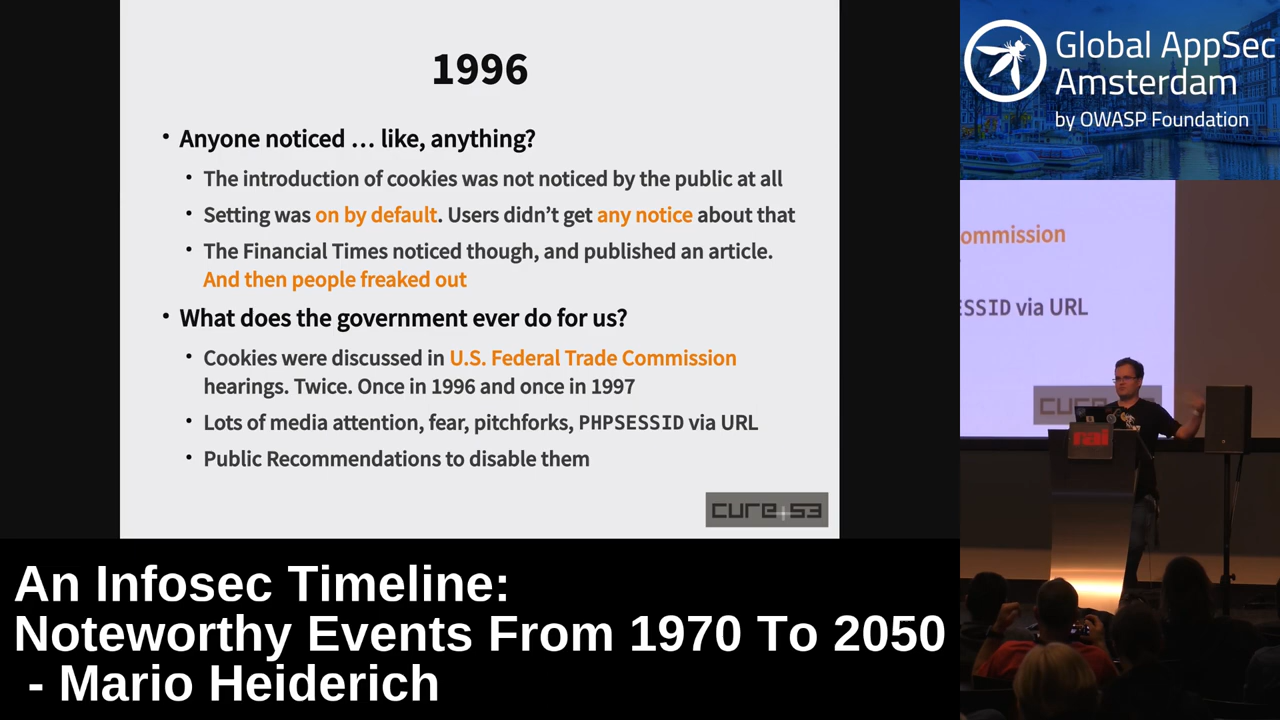 1996
• Anyone noticed … like, anything?
• The introduction of cookies was not noticed by the public at all
• Setting was on by default. Users didn’t get any notice about that
• The Financial Times noticed though, and published an article.
And then people freaked out
• What does the government ever do for us?
• Cookies were discussed in U.S. Federal Trade Commission
hearings. Twice. Once in 1996 and once in 1997
• Lots of media attention, fear, pitchforks, PHPSESSID via URL
• Public Recommendations to disable them
cure53
Global AppSec
Amsterdam
by OWASP Foundation
ommission
ESSID via URL
cure53
rai
An Infosec Timeline:
Noteworthy Events From 1970 To 2050
- Mario Heiderich